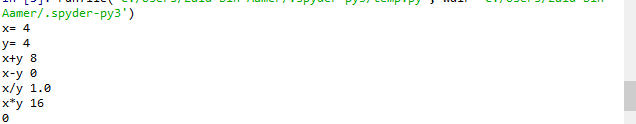 Aamer/.spyder-py3')
x= 4
y= 4
x+y 8
x-y 0
x/y 1.0
x*y 16
0